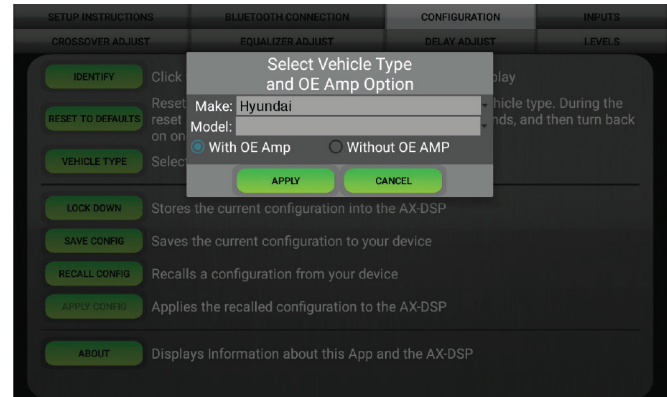 SETUP INSTRUCTIONS BLUETOOTH CONNECTION CONFIGURATION INPUTS
CROSSOVER ADJUST EQUALIZER ADJUST DELAY ADJUST LEVELS
Select Vehicle Type
and OE Amp Option
Make: Hyundai
Model:
With OE Amp Without OE AMP
APPLY CANCEL
IDENTIFY Click play
Reset hicle type. During the
RESET TO DEFAULTS reset nds, and then turn back
on on
VEHICLE TYPE Selec
LOCK DOWN Stores the current configuration into the AX-DSP
SAVE CONFIG Saves the current configuration to your device
RECALL CONFIG Recalls a configuration from your device
APPLY CONFIG Applies the recalled configuration to the AX-DSP
ABOUT Displays Information about this App and the AX-DSP